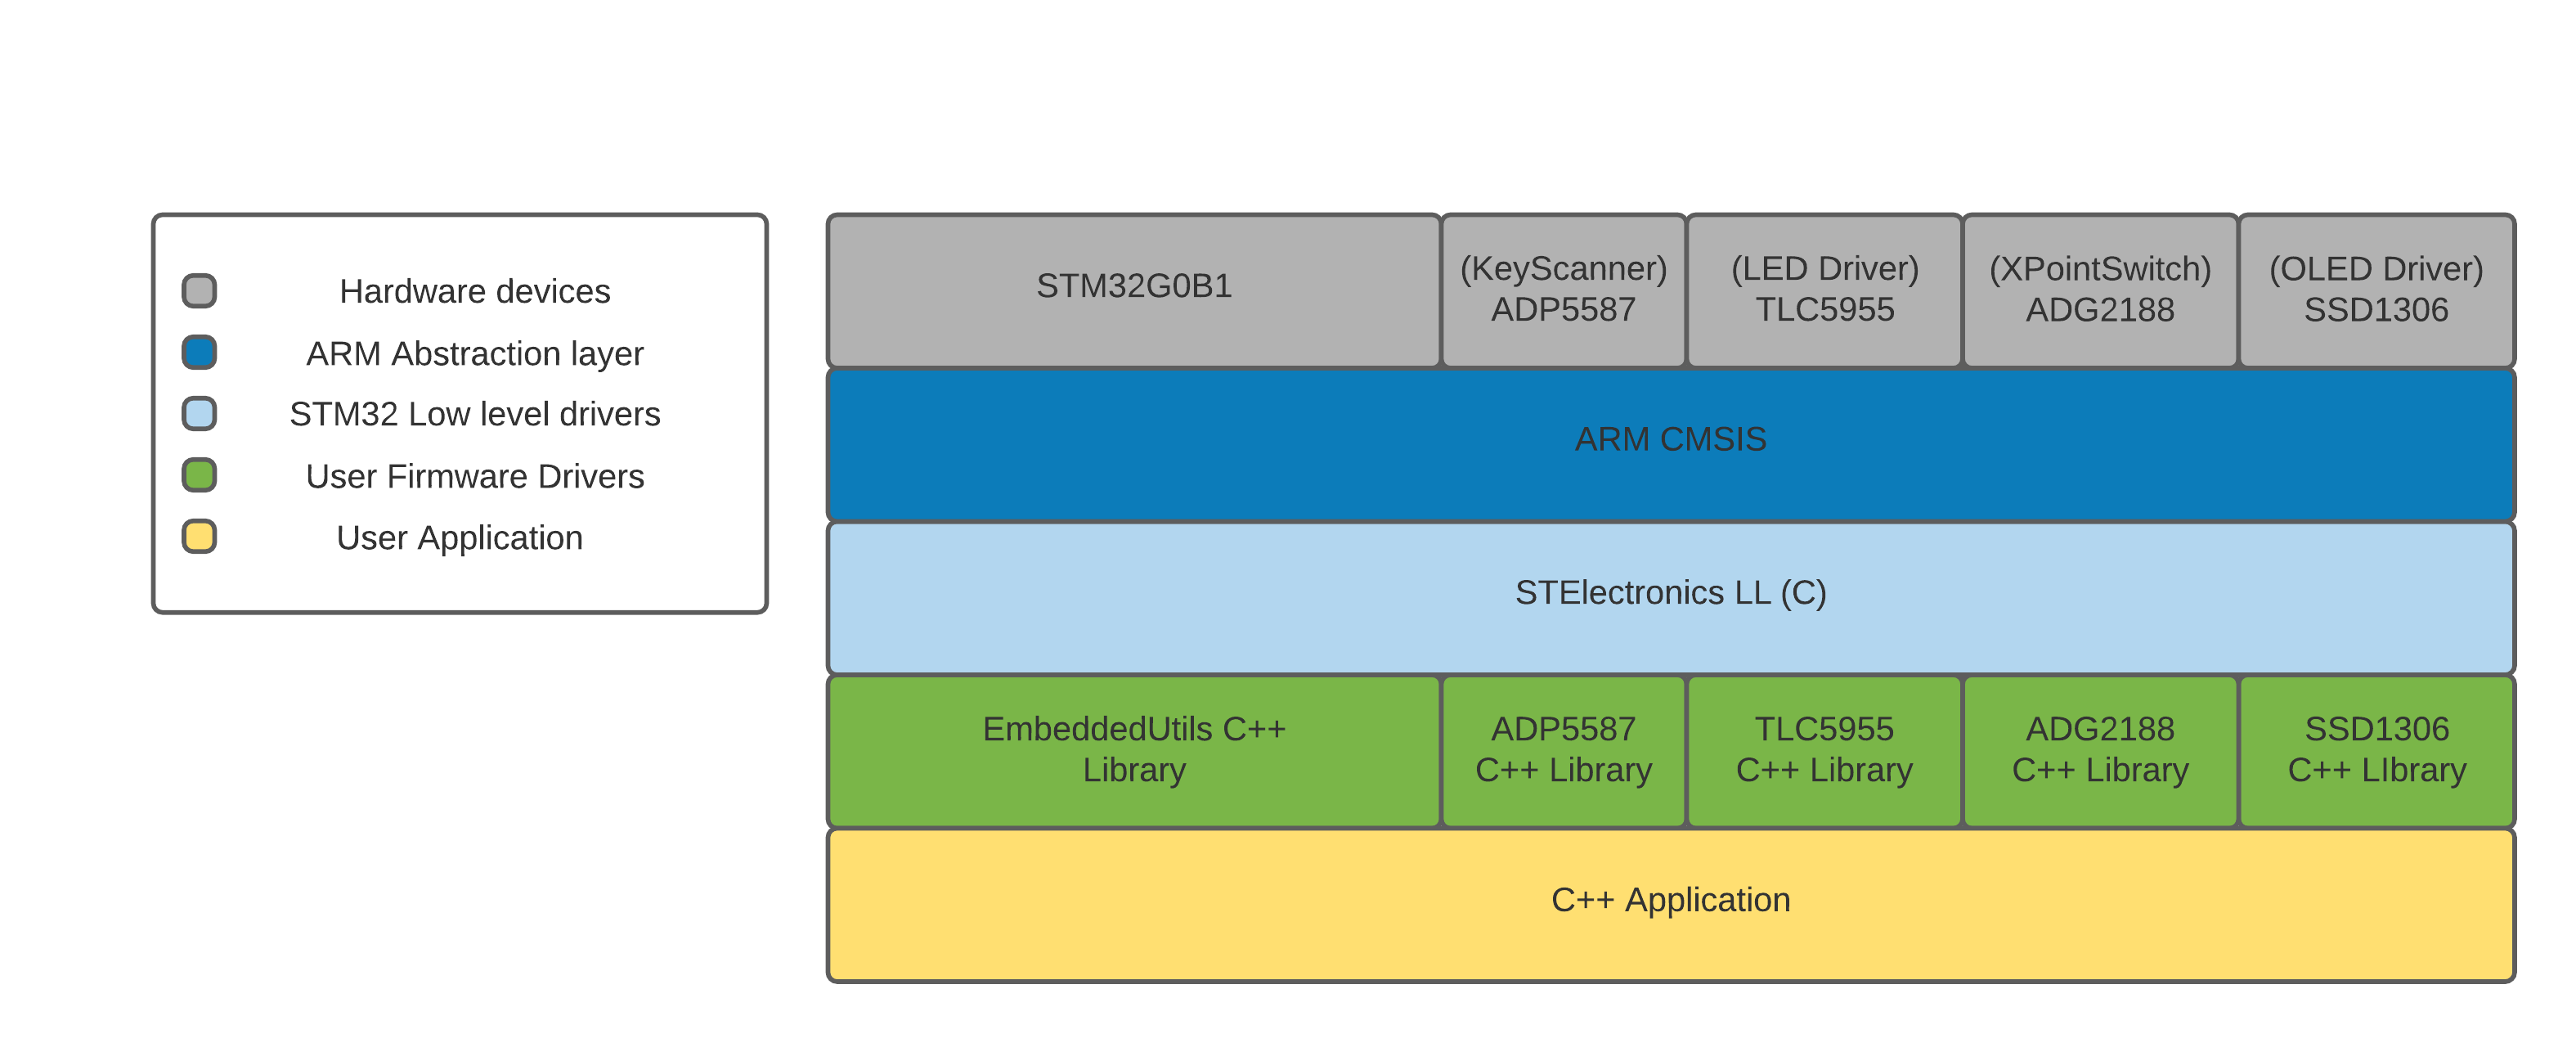 Hardware devices
ARM Abstraction layer
STM32 Low level drivers
User Firmware Drivers
User Application
STM32G0B1
(KeyScanner)
ADP5587
(LED Driver)
TLC5955
(XPointSwitch)
ADG2188
(OLED Driver)
SSD1306
ARM CMSIS
STElectronics LL (C)
EmbeddedUtils C++
Library
ADP5587
C++ Library
TLC5955
C++ Library
ADG2188
C++ Library
SSD1306
C++ LIbrary
C++ Application